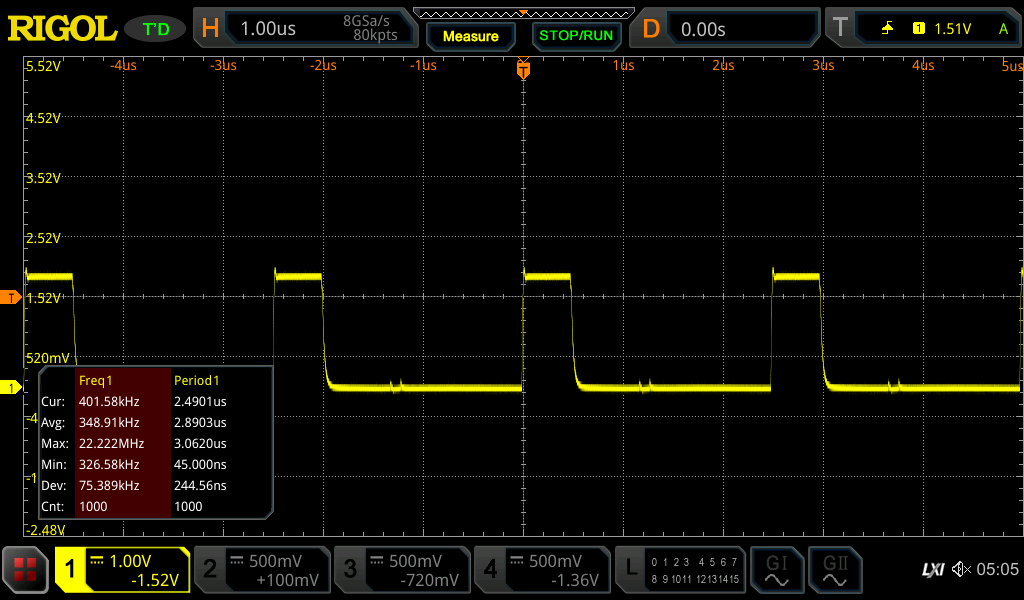 RIGOL T'D H 1.00us 8GSa/s 80kpts Measure STOP/RUN D 0.00s T 1 1.51V A
5.52V -4us -3us -2us -1us T 1us 2us 3us 4us 5us
4.52V
3.52V
2.52V
T 1.52V
520mV
1
Freq1 Period1
Cur: 401.58kHz 2.4901us
-4 Avg: 348.91kHz 2.8903us
Max: 22.222MHz 3.0620us
Min: 326.58kHz 45.000ns
-1
Dev: 75.389kHz 244.56ns
Cnt: 1000 1000
-2.48V
1 1.00V -1.52V 2 500mV +100mV 3 500mV -720mV 4 500mV -1.36V L 0 1 2 3 4 5 6 7 8 9 10 11 12 13 14 15 GI GII LXI 05:05